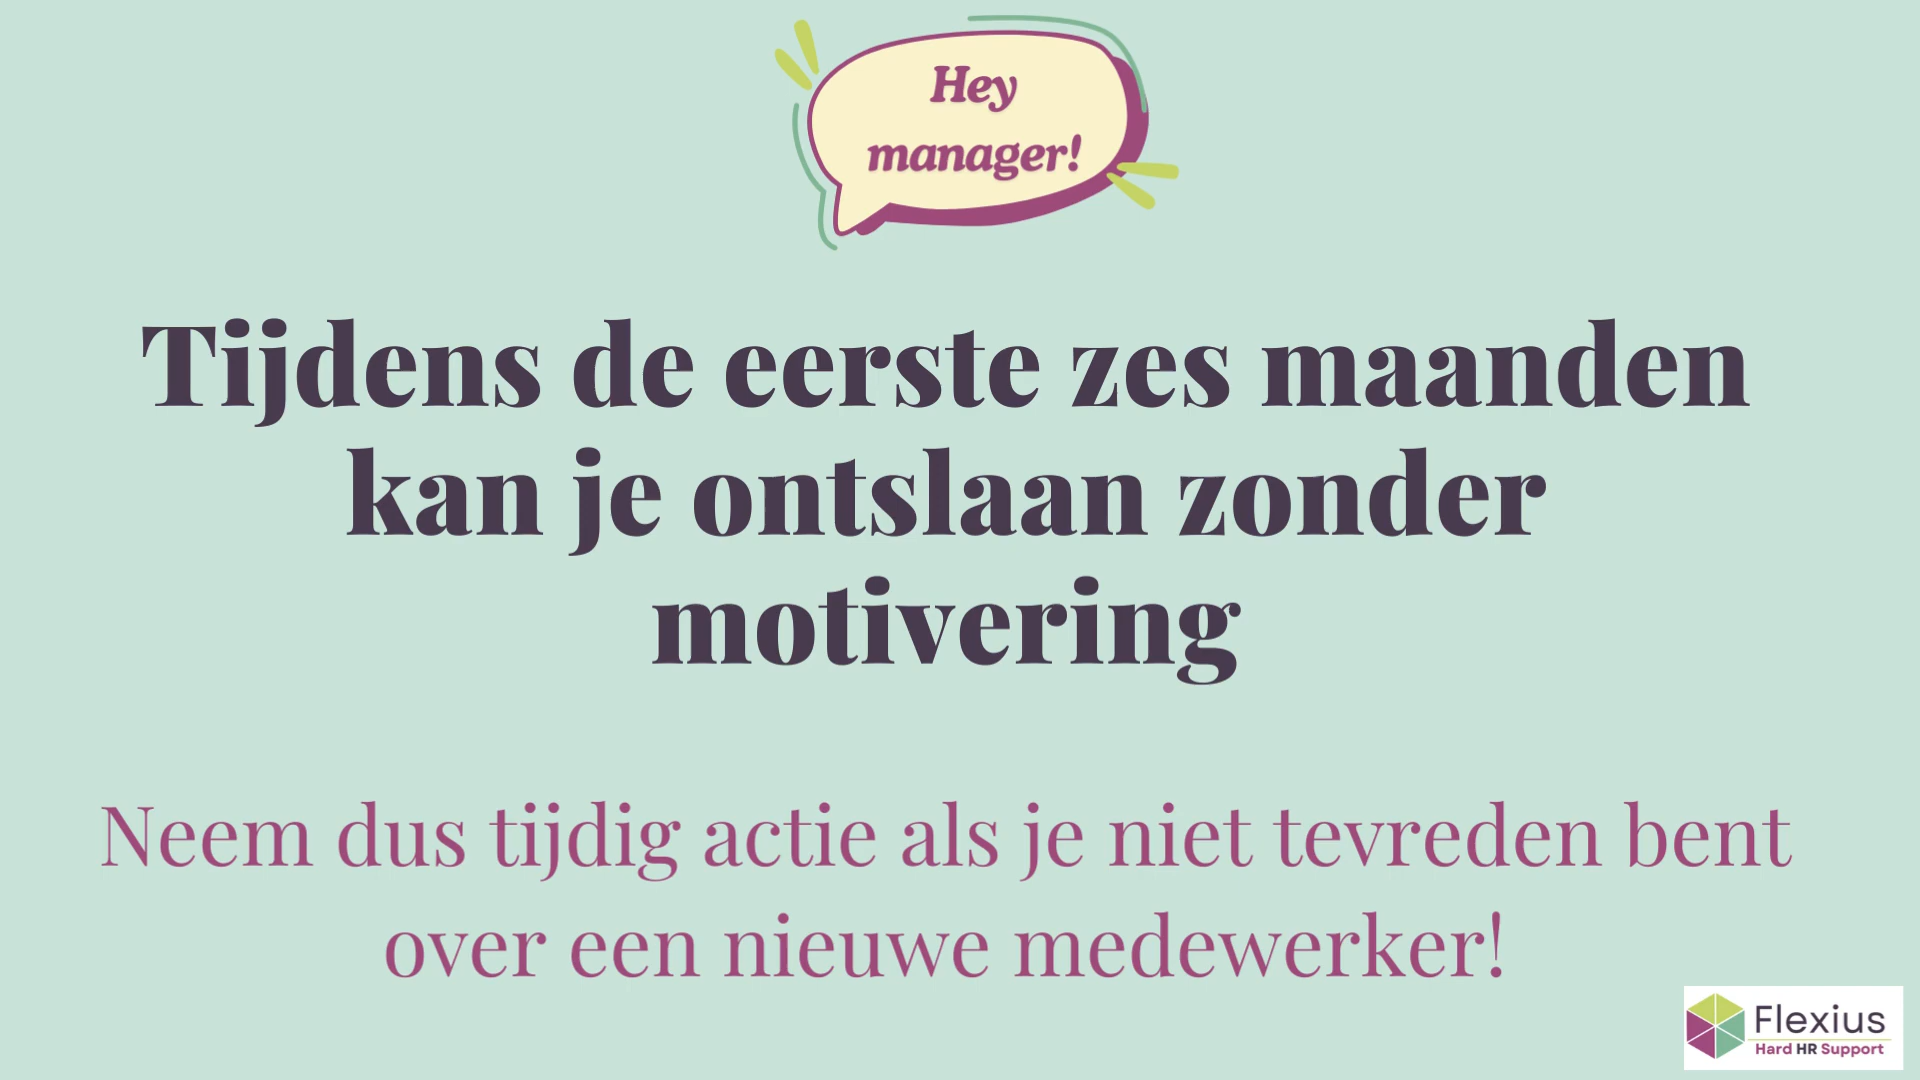 Hey
manager!
Tijdens de eerste zes maanden
kan je ontslaan zonder
motivering
Neem dus tijdig actie als je niet tevreden bent
over een nieuwe medewerker!
Flexius
Hard HR Support